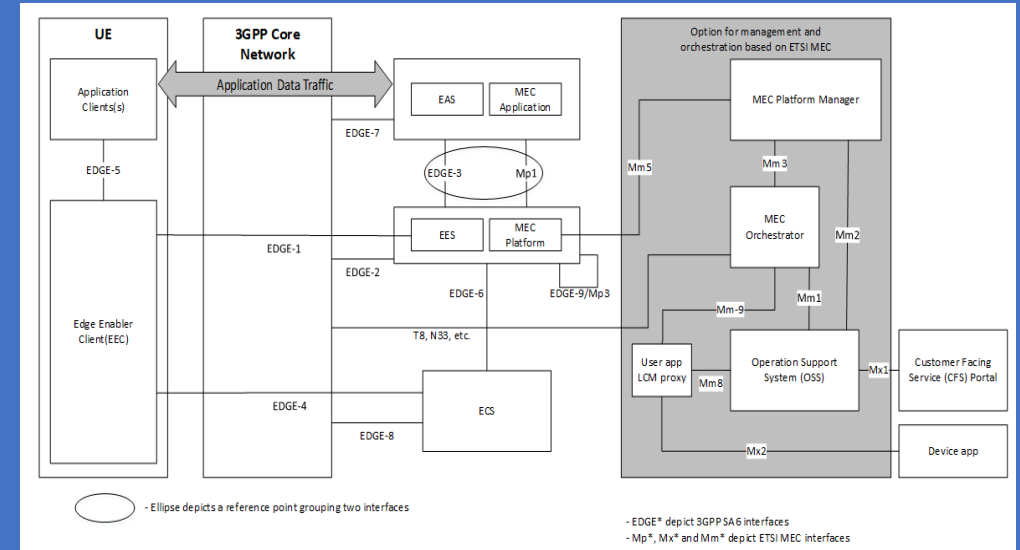 UE
3GPP Core
Network
Option for management and
orchestration based on ETSI MEC
Application Data Traffic
Application
Clients(s)
EAS
MEC
Application
MEC Platform Manager
EDGE-7
EDGE-5
EDGE-3
Mp1
Mm5
Mm3
MEC
Orchestrator
EES
MEC
Platform
Mm2
EDGE-1
EDGE-2
EDGE-6
EDGE-9/Mp3
Mm1
Mm-9
Edge Enabler
Client(EEC)
T8, N33, etc.
User app
LCM proxy
Mm8
Operation Support
System (OSS)
Mx1
Customer Facing
Service (CFS) Portal
EDGE-4
ECS
EDGE-8
Mx2
Device app
- Ellipse depicts a reference point grouping two interfaces
- EDGE* depict 3GPP SA6 interfaces
- Mp*, Mx* and Mm* depict ETSI MEC interfaces